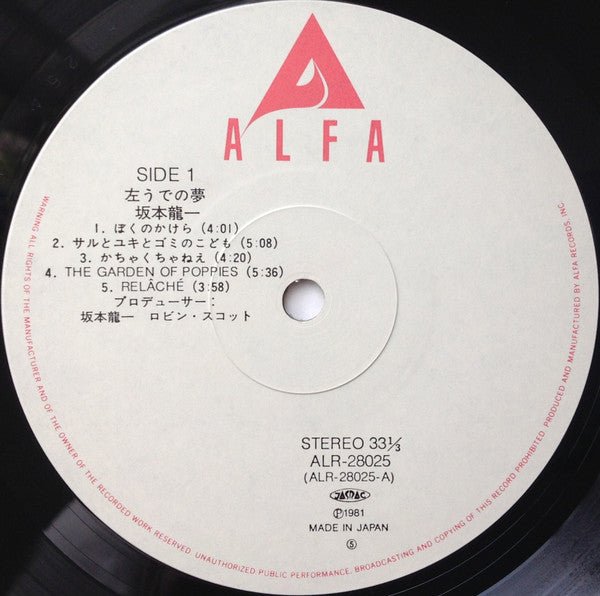 ALFA
SIDE 1
左うでの夢
坂本龍一
1. ぼくのかけら (4:01)
2. サルとユキとゴミのこども (5:08)
3. かちゃくちゃねえ (4:20)
4. THE GARDEN OF POPPIES (5:36)
5. RELÂCHÉ (3:58)
プロデューサー:
坂本龍一 ロビン・スコット
STEREO 33⅓
ALR-28025
(ALR-28025-A)
JASRAC
Ⓟ1981
MADE IN JAPAN
⑤
WARNING: ALL RIGHTS OF THE MANUFACTURER AND OF THE OWNER OF THE RECORDED WORK RESERVED. UNAUTHORIZED PUBLIC PERFORMANCE, BROADCASTING AND COPYING OF THIS RECORD PROHIBITED. PRODUCED AND MANUFACTURED BY ALFA RECORDS, INC.